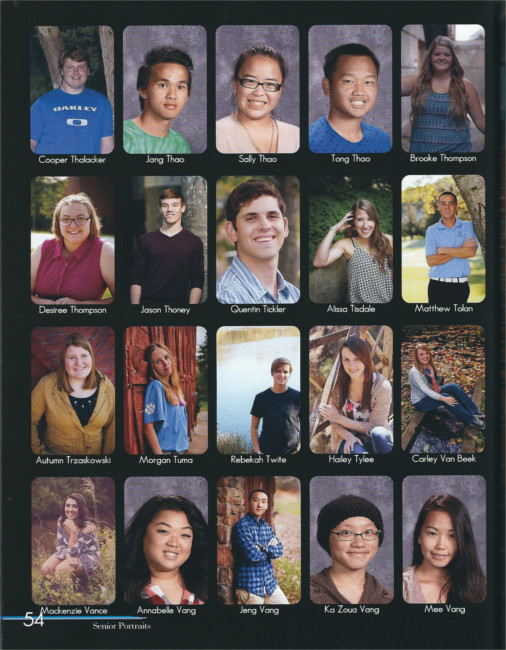 OAKLEY
Cooper Thalacker
Jang Thao
Sally Thao
Tong Thao
Brooke Thompson
Desiree Thompson
Jason Thoney
Quentin Tickler
Alissa Tisdale
Matthew Tolan
Autumn Trzaskowski
Morgan Tuma
Rebekah Twite
Hailey Tylee
Carley Van Beek
Mackenzie Vance
Annabelle Vang
Jeng Vang
Ka Zoua Vang
Mee Vang
54
Senior Portraits